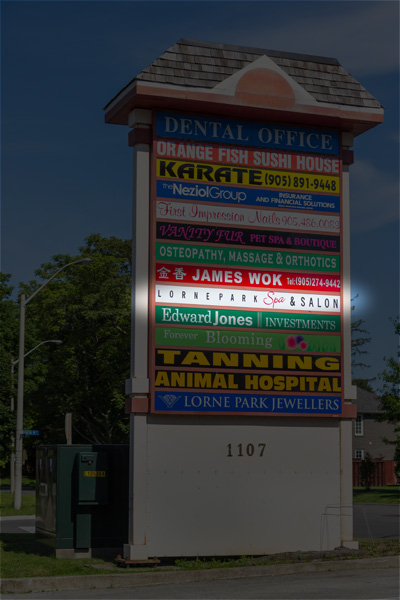 DENTAL OFFICE
ORANGE FISH SUSHI HOUSE
KARATE (905) 891-9448
the NeziolGroup INSURANCE AND FINANCIAL SOLUTIONS
First Impression Nails 905.486.0083
VANITY FUR PET SPA & BOUTIQUE
OSTEOPATHY, MASSAGE & ORTHOTICS
金香 JAMES WOK Tel:(905)274-9442
LORNE PARK Spa & SALON
Edward Jones INVESTMENTS
Forever Blooming
TANNING
ANIMAL HOSPITAL
LORNE PARK JEWELLERS
1107